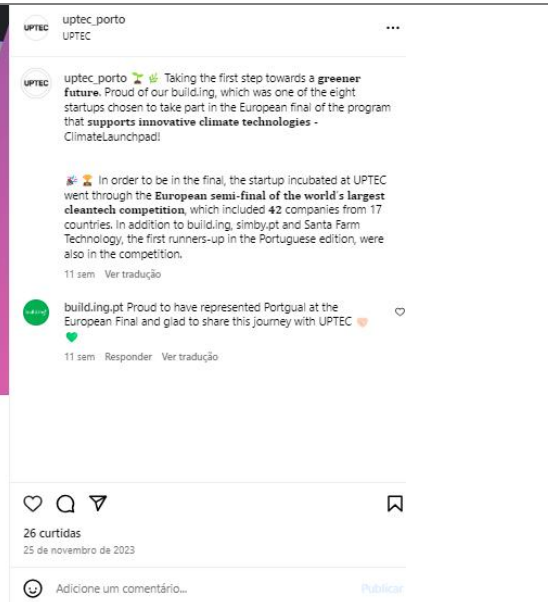 UPTEC
uptec_porto
UPTEC
UPTEC
uptec_porto 🌱 🌿 Taking the first step towards a greener
future. Proud of our build.ing, which was one of the eight
startups chosen to take part in the European final of the program
that supports innovative climate technologies -
ClimateLaunchpad!
🎉 🏆 In order to be in the final, the startup incubated at UPTEC
went through the European semi-final of the world's largest
cleantech competition, which included 42 companies from 17
countries. In addition to build.ing, simby.pt and Santa Farm
Technology, the first runners-up in the Portuguese edition, were
also in the competition.
11 sem Ver tradução
build.ing.pt Proud to have represented Portgual at the
European Final and glad to share this journey with UPTEC 🤝
💚
11 sem Responder Ver tradução
26 curtidas
25 de novembro de 2023
Adicione um comentário...
Publicar